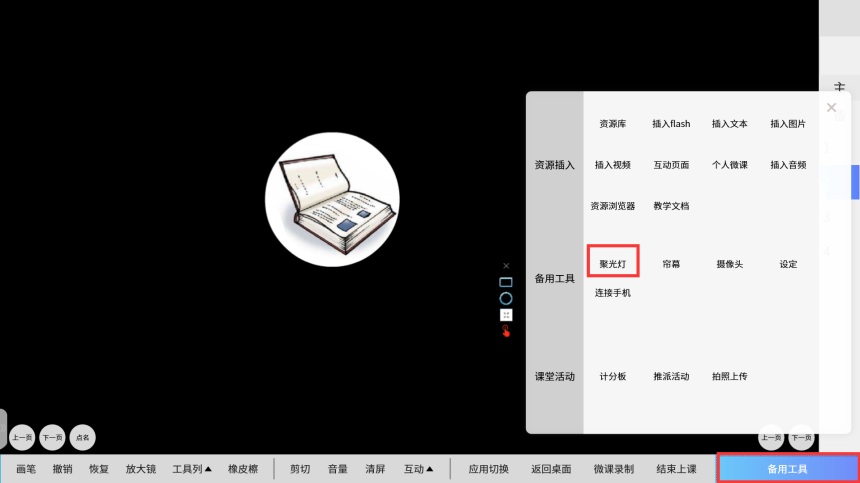 主
资源插入
资源库 插入flash 插入文本 插入图片
插入视频 互动页面 个人微课 插入音频
资源浏览器 教学文档
备用工具
聚光灯 帘幕 摄像头 设定
连接手机
课堂活动
计分板 推派活动 拍照上传
上一页 下一页 点名 上一页 下一页
画笔 撤销 恢复 放大镜 工具列▲ 橡皮檫 剪切 音量 清屏 互动▲ 应用切换 返回桌面 微课录制 结束上课 备用工具